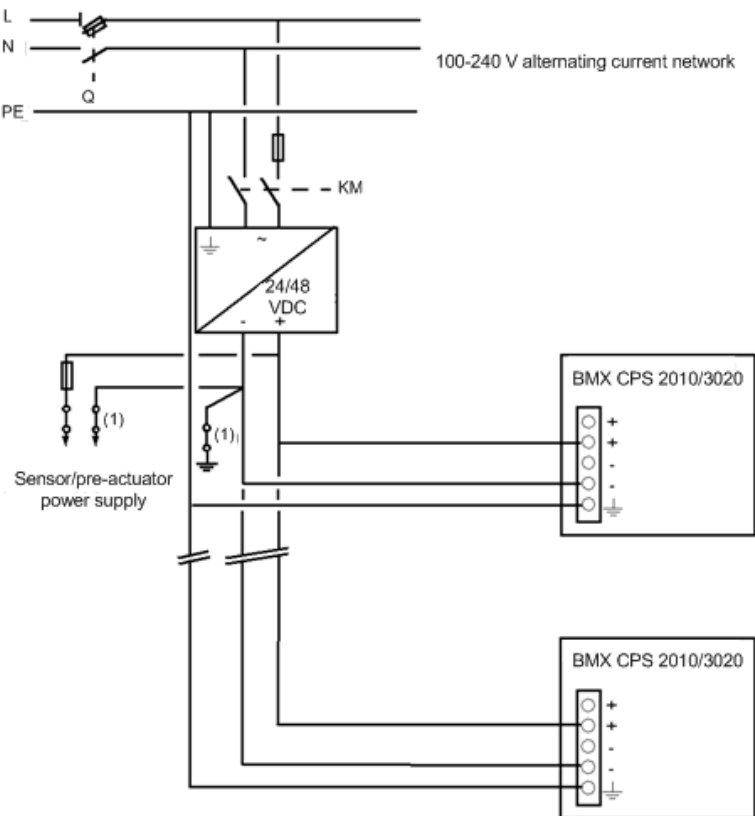 L
N
100-240 V alternating current network
Q
PE
KM
~
24/48
VDC
- +
BMX CPS 2010/3020
+
+
-
-
(1)
(1)
Sensor/pre-actuator
power supply
BMX CPS 2010/3020
+
+
-
-